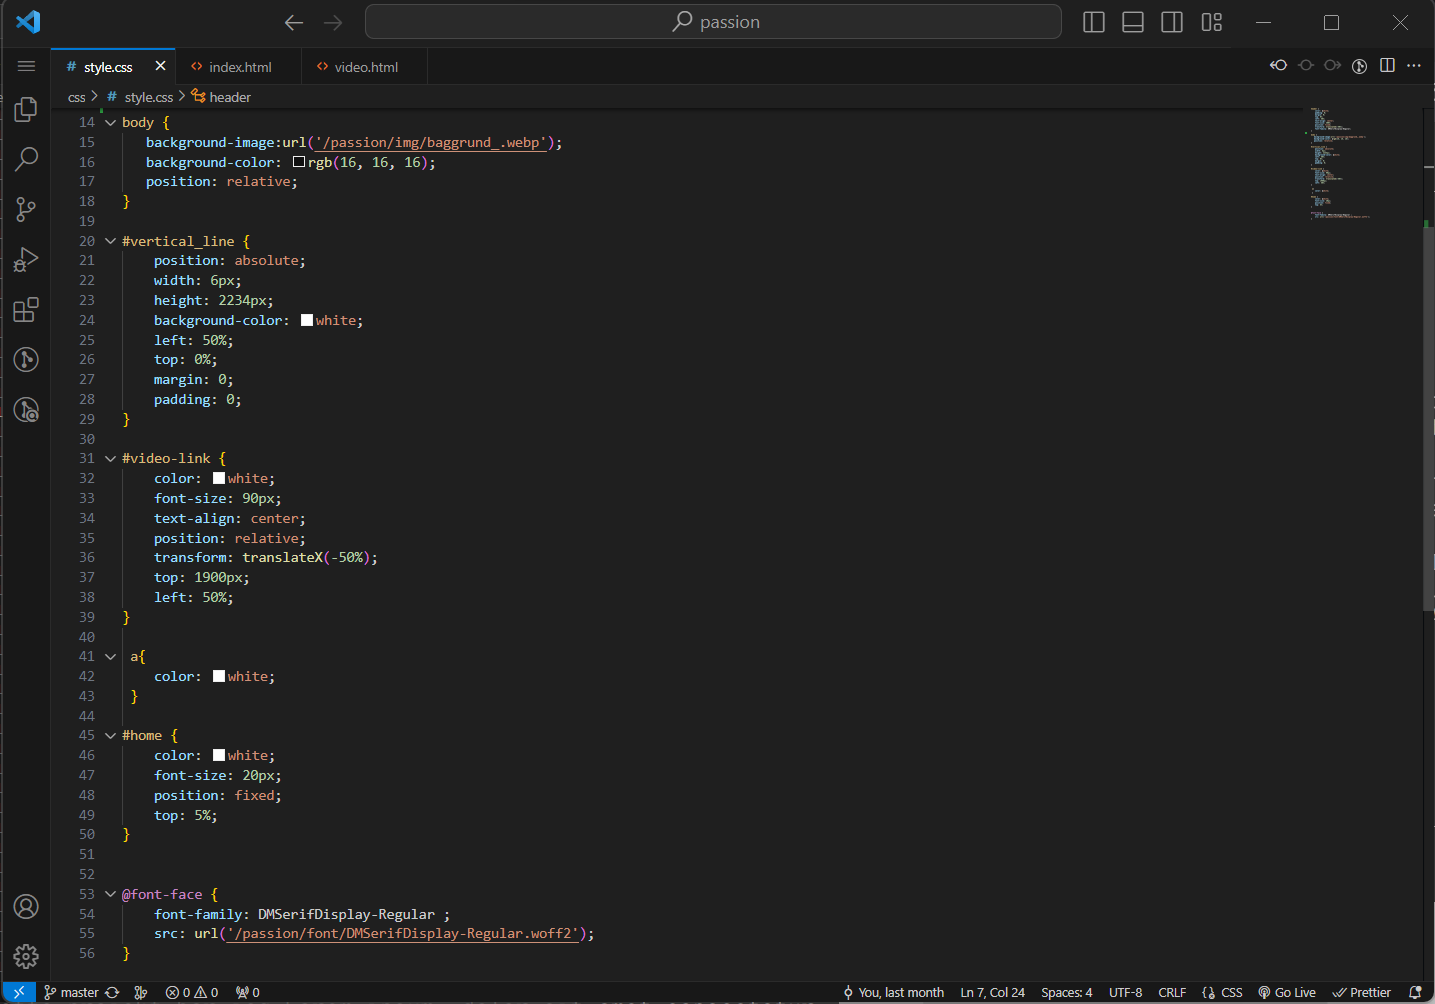 passion
style.css
index.html
video.html
css > # style.css > header
14 body {
15 background-image:url('/passion/img/baggrund_.webp');
16 background-color: rgb(16, 16, 16);
17 position: relative;
18 }
19
20 #vertical_line {
21 position: absolute;
22 width: 6px;
23 height: 2234px;
24 background-color: white;
25 left: 50%;
26 top: 0%;
27 margin: 0;
28 padding: 0;
29 }
30
31 #video-link {
32 color: white;
33 font-size: 90px;
34 text-align: center;
35 position: relative;
36 transform: translateX(-50%);
37 top: 1900px;
38 left: 50%;
39 }
40
41 a{
42 color: white;
43 }
44
45 #home {
46 color: white;
47 font-size: 20px;
48 position: fixed;
49 top: 5%;
50 }
51
52
53 @font-face {
54 font-family: DMSerifDisplay-Regular ;
55 src: url('/passion/font/DMSerifDisplay-Regular.woff2');
56 }
master 0 0 0 You, last month Ln 7, Col 24 Spaces: 4 UTF-8 CRLF {} CSS Go Live Prettier